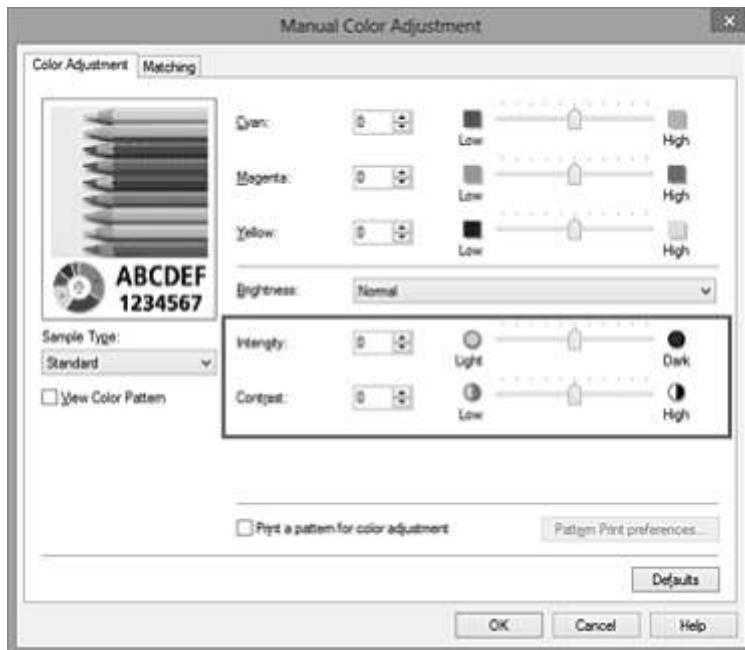 Manual Color Adjustment
Color Adjustment Matching
ABCDEF
1234567
Sample Type:
Standard
View Color Pattern
Cyan: 0 Low High
Magenta: 0 Low High
Yellow: 0 Low High
Brightness: Normal
Intensity: 0 Light Dark
Contrast: 0 Low High
Print a pattern for color adjustment Pattern Print preferences...
Defaults
OK Cancel Help